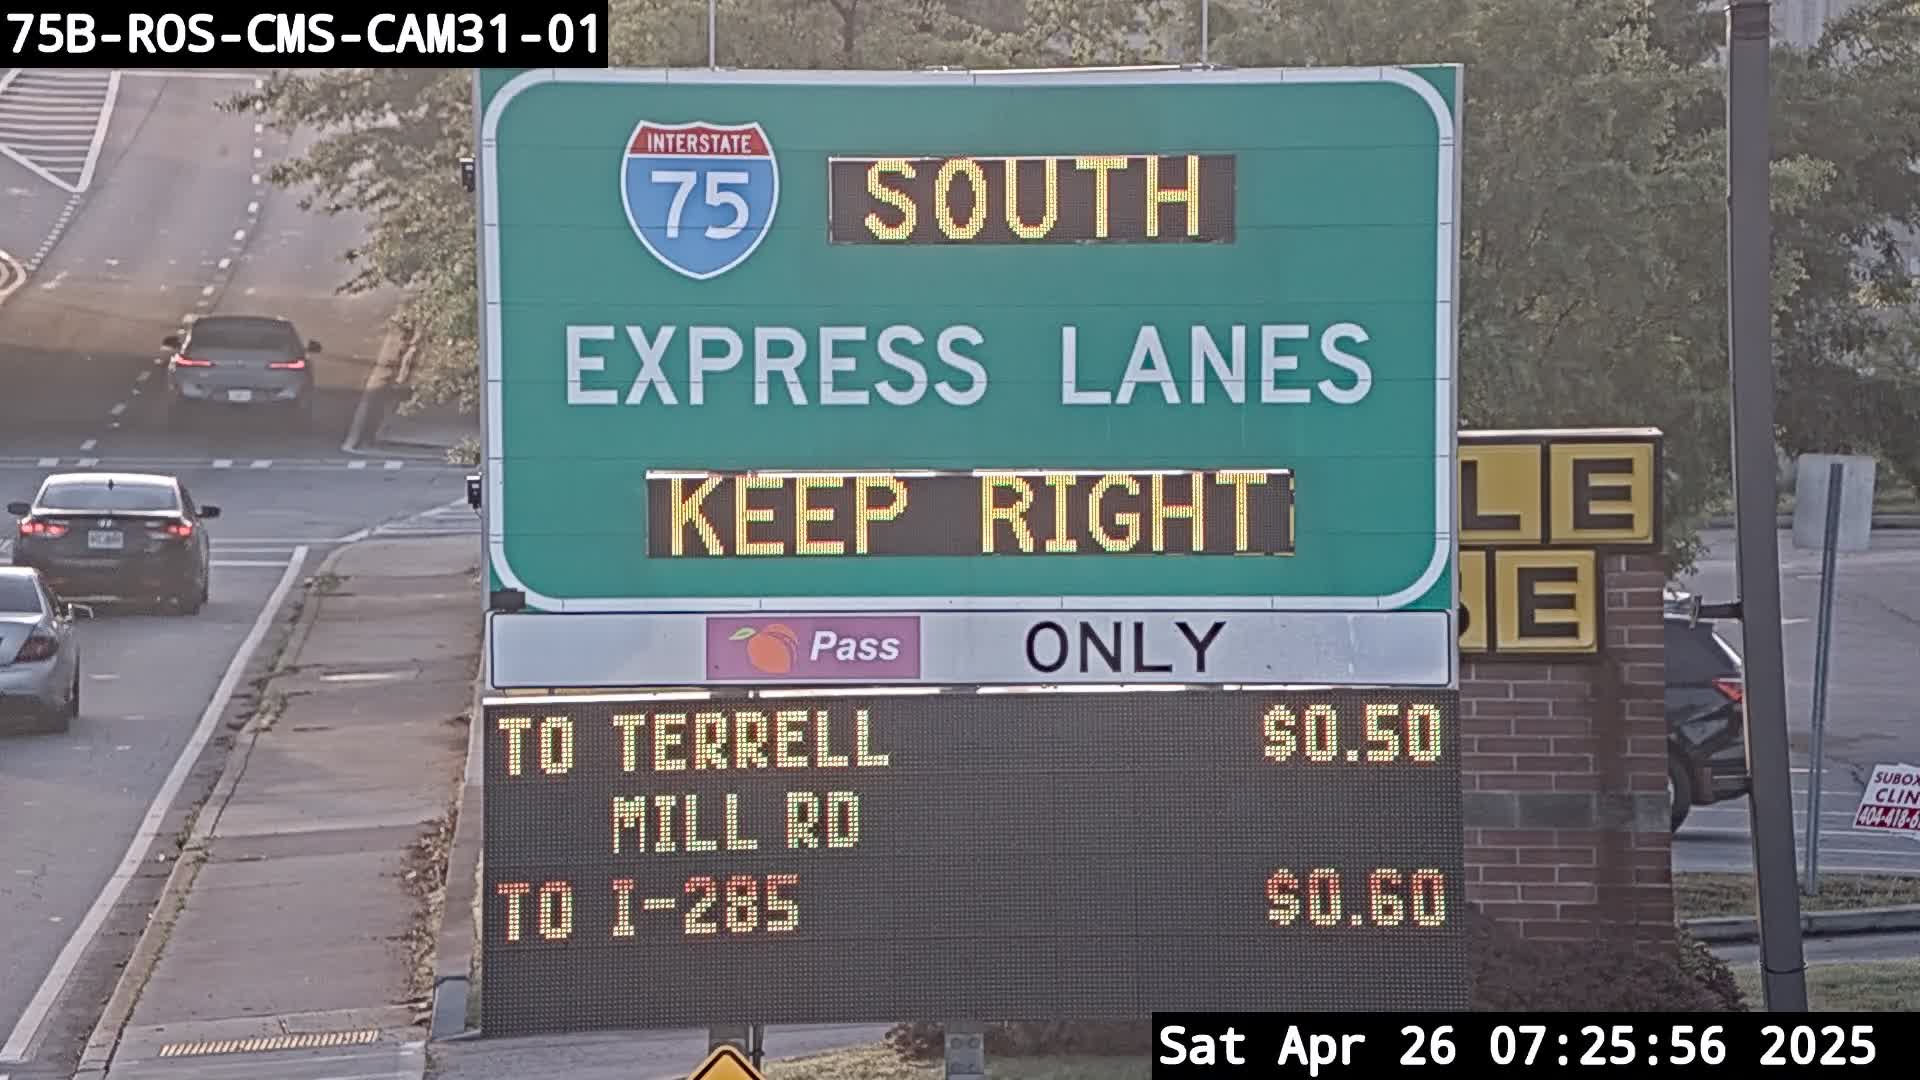 75B-ROS-CMS-CAM31-01
INTERSTATE
75
SOUTH
EXPRESS LANES
KEEP RIGHT
LE
E
Pass ONLY
TO TERRELL $0.50
MILL RD
TO I-285 $0.60
Sat Apr 26 07:25:56 2025